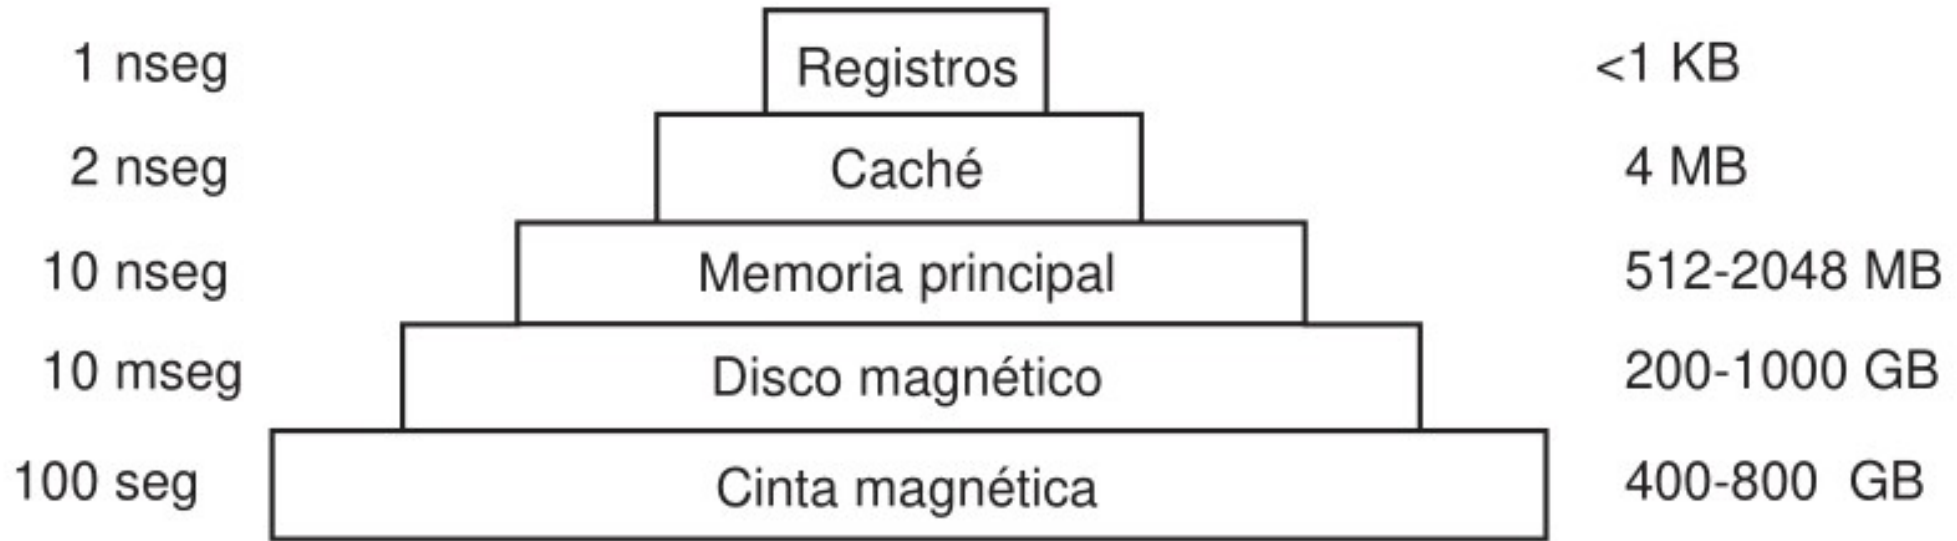 1 nseg Registros <1 KB
2 nseg Caché 4 MB
10 nseg Memoria principal 512-2048 MB
10 mseg Disco magnético 200-1000 GB
100 seg Cinta magnética 400-800 GB